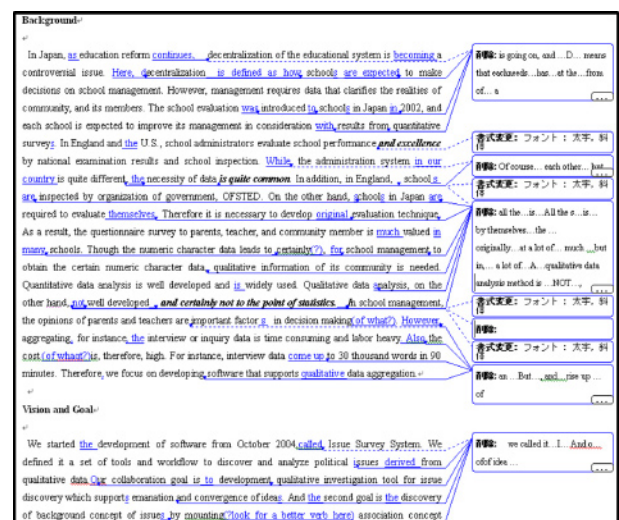 Background
In Japan, as education reform continues, decentralization of the educational system is becoming a
controversial issue. Here, decentralization is defined as how schools are expected to make
decisions on school management. However, management requires data that clarifies the realities of
community, and its members. The school evaluation was introduced to schools in Japan in 2002, and
each school is expected to improve its management in consideration with results from quantitative
surveys. In England and the U.S., school administrators evaluate school performance and excellence
by national examination results and school inspection. While, the administration system in our
country is quite different, the necessity of data is quite common. In addition, in England, schools
are inspected by organization of government, OFSTED. On the other hand, schools in Japan are
required to evaluate themselves. Therefore it is necessary to develop original evaluation technique.
As a result, the questionnaire survey to parents, teacher, and community member is much valued in
many schools. Though the numeric character data leads to certainly(?), for school management to
obtain the certain numeric character data, qualitative information of its community is needed.
Quantitative data analysis is well developed and is widely used. Qualitative data analysis, on the
other hand, not well developed, and certainly not to the point of statistics. In school management,
the opinions of parents and teachers are important factor s in decision making(of what?) However,
aggregating, for instance, the interview or inquiry data is time consuming and labor heavy. Also, the
cost (of whaat?)is, therefore, high. For instance, interview data come up to 30 thousand words in 90
minutes. Therefore, we focus on developing software that supports qualitative data aggregation.
Vision and Goal
We started the development of software from October 2004,called, Issue Survey System. We
defined it a set of tools and workflow to discover and analyze political issues derived from
qualitative data. Our collaboration goal is to development, qualitative investigation tool for issue
discovery which supports emanation and convergence of ideas. And the second goal is the discovery
of background concept of issues by mounting(?look for a better verb here) association concept
削除: is going on, and …D… means
that eachneeds…has…at the…from
of… a
書式変更: フォント : 太字, 斜
体
削除: Of course… each other…but…
書式変更: フォント : 太字, 斜
体
削除: all the …is…All the s…is…
by themselves…the …
originally…at a lot of… much …but
in,… a lot of…A…qualitative data
analysis method is …NOT…,
書式変更: フォント : 太字, 斜
体
削除:
書式変更: フォント : 太字, 斜
体
削除: an …But…, and…rise up …
of
削除: we called it…I…And o…
ofof idea …